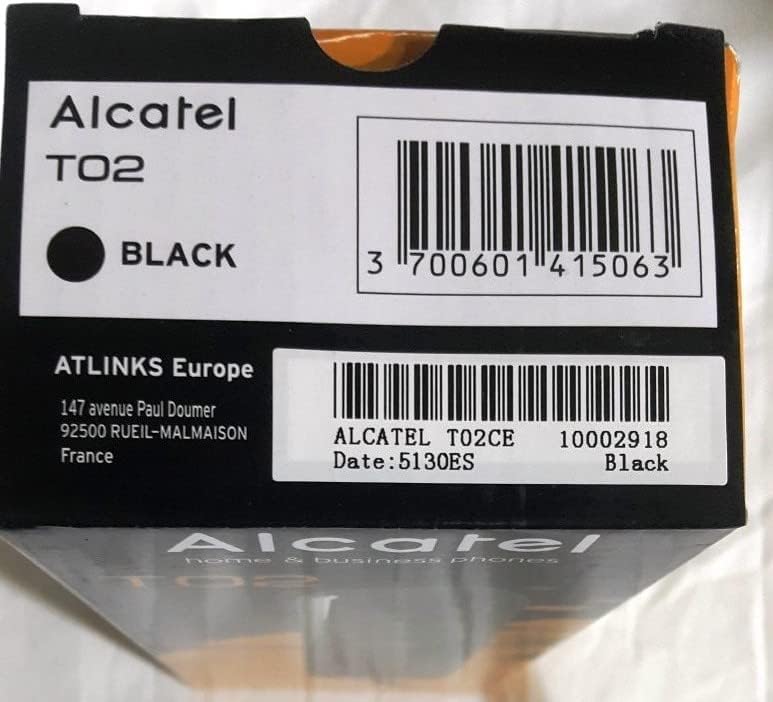 Alcatel
T02
BLACK
3 700601 415063
ATLINKS Europe
147 avenue Paul Doumer
92500 RUEIL-MALMAISON
France
ALCATEL T02CE 10002918
Date:5130ES Black
Alcatel
home & business phones
T02